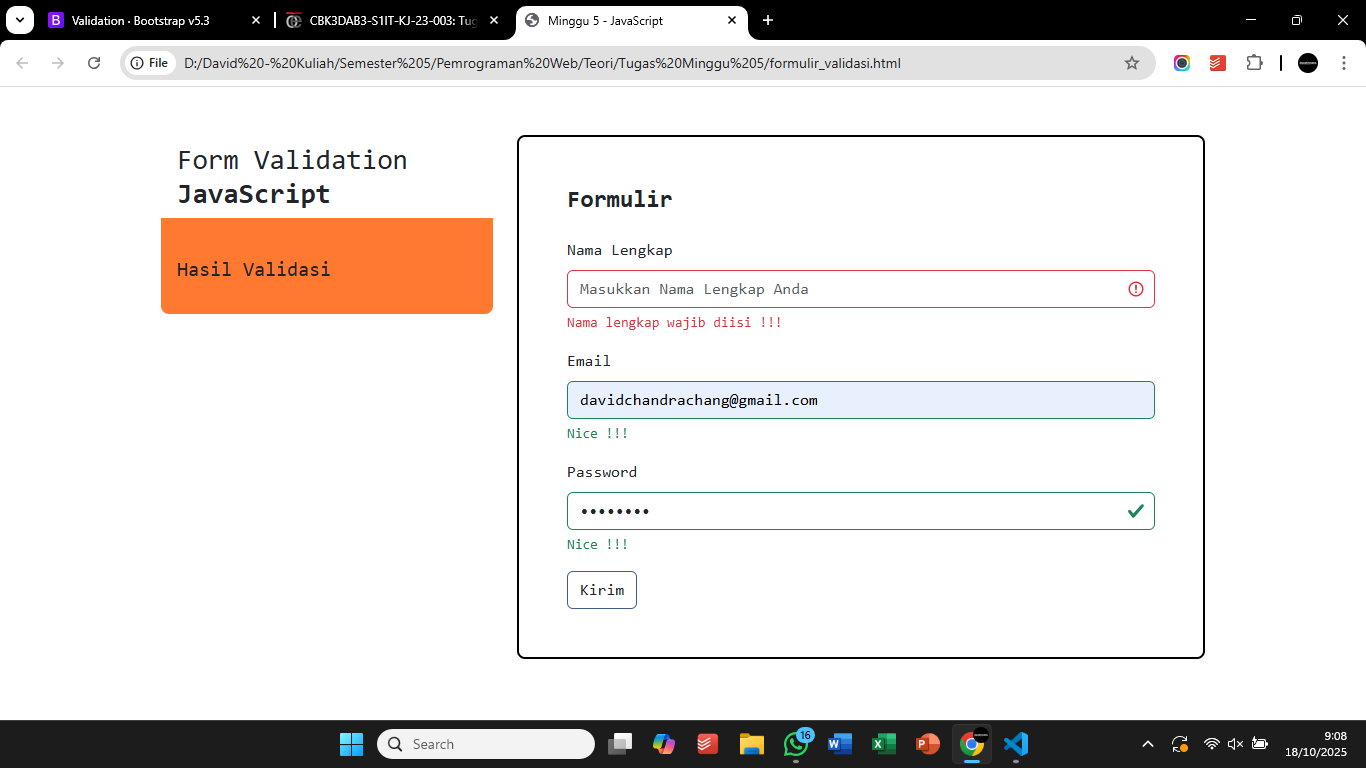 Validation · Bootstrap v5.3
CBK3DAB3-S1IT-KJ-23-003: Tug
Minggu 5 - JavaScript
File
D:/David%20-%20Kuliah/Semester%205/Pemrograman%20Web/Teori/Tugas%20Minggu%205/formulir_validasi.html
Form Validation
JavaScript
Hasil Validasi
Formulir
Nama Lengkap
Masukkan Nama Lengkap Anda
Nama lengkap wajib diisi !!!
Email
davidchandrachang@gmail.com
Nice !!!
Password
••••••••
Nice !!!
Kirim
Search
16
9:08
18/10/2025